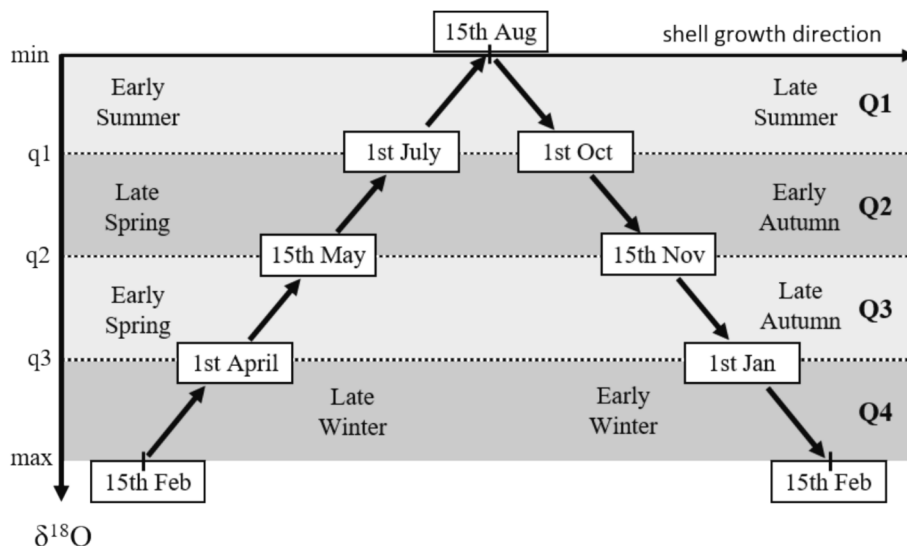 15th Aug
shell growth direction
min
Early
Summer
Late
Summer
Q1
q1
1st July
1st Oct
Late
Spring
Early
Autumn
Q2
q2
15th May
15th Nov
Early
Spring
Late
Autumn
Q3
q3
1st April
1st Jan
Late
Winter
Early
Winter
Q4
max
15th Feb
15th Feb
δ¹⁸O